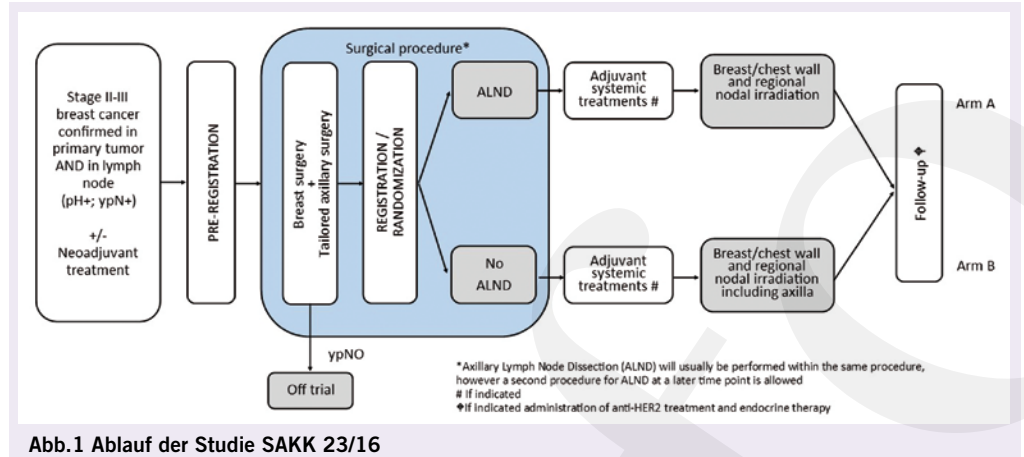 Stage II-III
breast cancer
confirmed in
primary tumor
AND in lymph
node
(pH+; ypN+)
+/-
Neoadjuvant
treatment
PRE-REGISTRATION
Surgical procedure*
Breast surgery
+
Tailored axillary surgery
REGISTRATION /
RANDOMIZATION
ALND
Adjuvant
systemic
treatments #
Breast/chest wall
and regional
nodal irradiation
Arm A
No
ALND
Adjuvant
systemic
treatments #
Breast/chest wall
and regional
nodal irradiation
including axilla
Arm B
Follow-up ♦
ypNO
Off trial
*Axillary Lymph Node Dissection (ALND) will usually be performed within the same procedure,
however a second procedure for ALND at a later time point is allowed
# If indicated
♦If indicated administration of anti-HER2 treatment and endocrine therapy
Abb.1 Ablauf der Studie SAKK 23/16